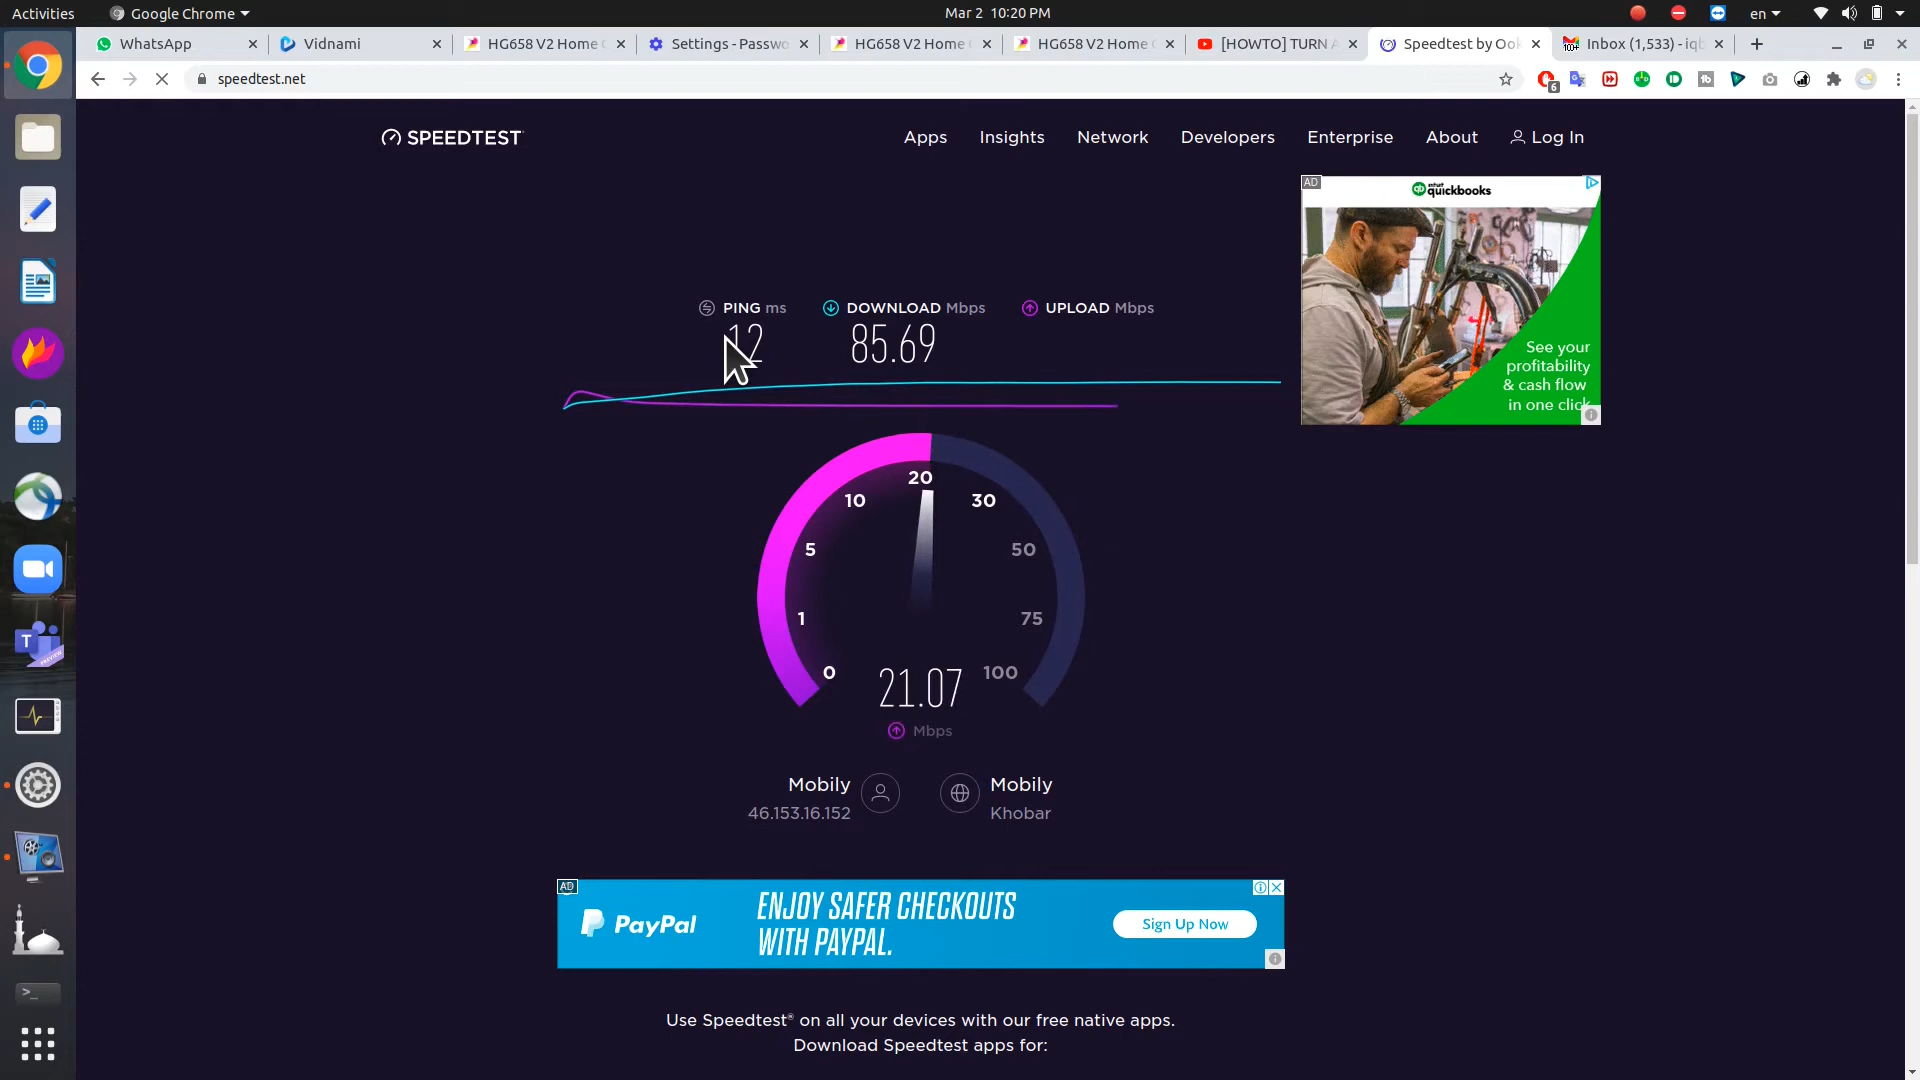 Activities Google Chrome Mar 2 10:20 PM en
WhatsApp Vidnami HG658 V2 Home Settings - Passwo HG658 V2 Home HG658 V2 Home [HOWTO] TURN A Speedtest by Ook Inbox (1,533) - iqb
speedtest.net
SPEEDTEST Apps Insights Network Developers Enterprise About Log In
AD
intuit quickbooks
See your
profitability
& cash flow
in one click
PING ms DOWNLOAD Mbps UPLOAD Mbps
12 85.69
20
10 30
5 50
1 75
0 100
21.07
Mbps
Mobily Mobily
46.153.16.152 Khobar
AD
PayPal
ENJOY SAFER CHECKOUTS
WITH PAYPAL.
Sign Up Now
Use Speedtest® on all your devices with our free native apps.
Download Speedtest apps for: